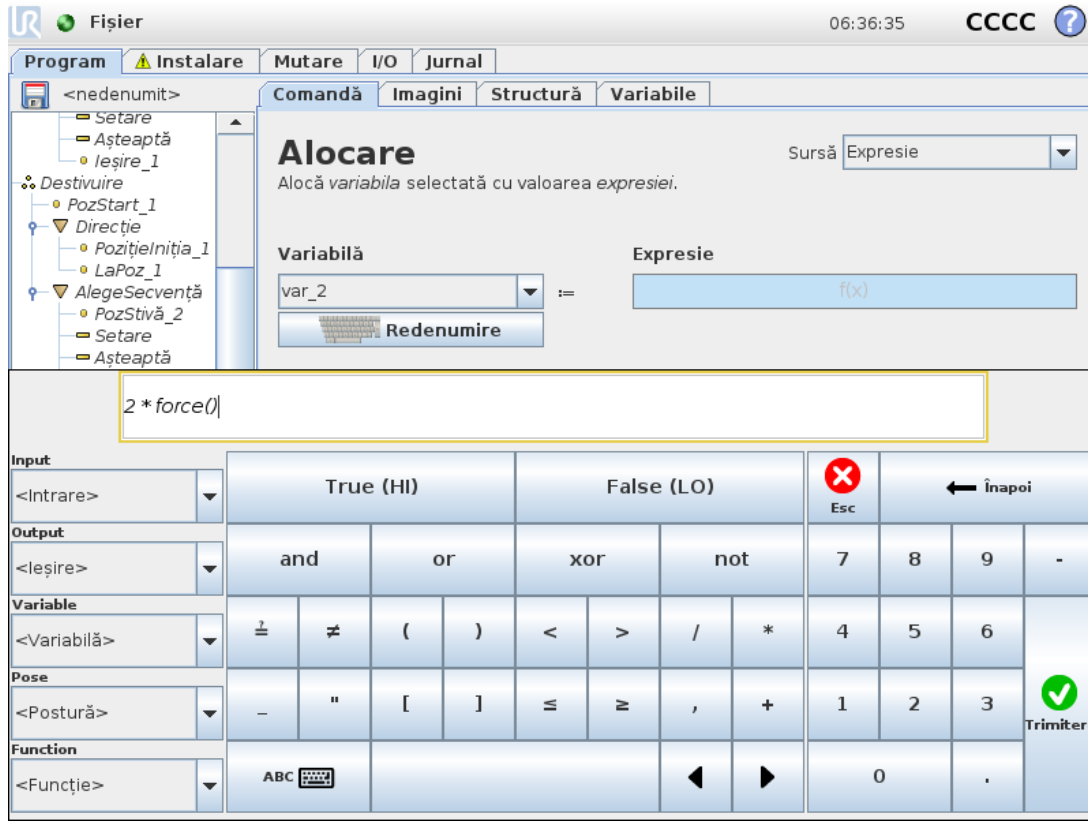 UR Fișier 06:36:35 CCCC ?
Program Instalare Mutare I/O Jurnal
<nedenumit>
Comandă Imagini Structură Variabile
Setare
Așteaptă
Ieșire_1
Destivuire
PozStart_1
Direcție
PozițieIniția_1
LaPoz_1
AlegeSecvență
PozStivă_2
Setare
Așteaptă
Alocare
Sursă Expresie
Alocă variabila selectată cu valoarea expresiei.
Variabilă Expresie
var_2 := f(x)
Redenumire
2 * force()
Input
<Intrare>
Output
<Ieșire>
Variable
<Variabilă>
Pose
<Postură>
Function
<Funcție>
True (HI) False (LO) Esc Înapoi
and or xor not 7 8 9 -
≟ ≠ ( ) < > / * 4 5 6
_ " [ ] ≤ ≥ , + 1 2 3 Trimiter
ABC 0 .